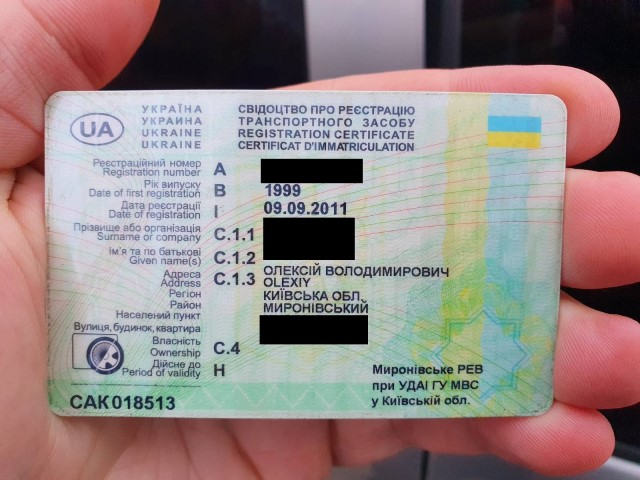 UA
УКРАЇНА
УКРАИНА
UKRAINE
UKRAINE
СВІДОЦТВО ПРО РЕЄСТРАЦІЮ
ТРАНСПОРТНОГО ЗАСОБУ
REGISTRATION CERTIFICATE
CERTIFICAT D'IMMATRICULATION
Реєстраційний номер
Registration number A
Рік випуску
Date of first registration B 1999
Дата реєстрації
Date of registration I 09.09.2011
Прізвище або організація
Surname or company C.1.1
Ім'я та по батькові
Given name(s) C.1.2
ОЛЕКСІЙ ВОЛОДИМИРОВИЧ
OLEXIY
Адреса
Address C.1.3
Регіон КИЇВСЬКА ОБЛ.
Район МИРОНІВСЬКИЙ
Населений пункт
Вулиця, будинок, квартира
Власність
Ownership C.4
Дійсне до
Period of validity H
Миронівське РЕВ
при УДАІ ГУ МВС
у Київській обл.
САК018513